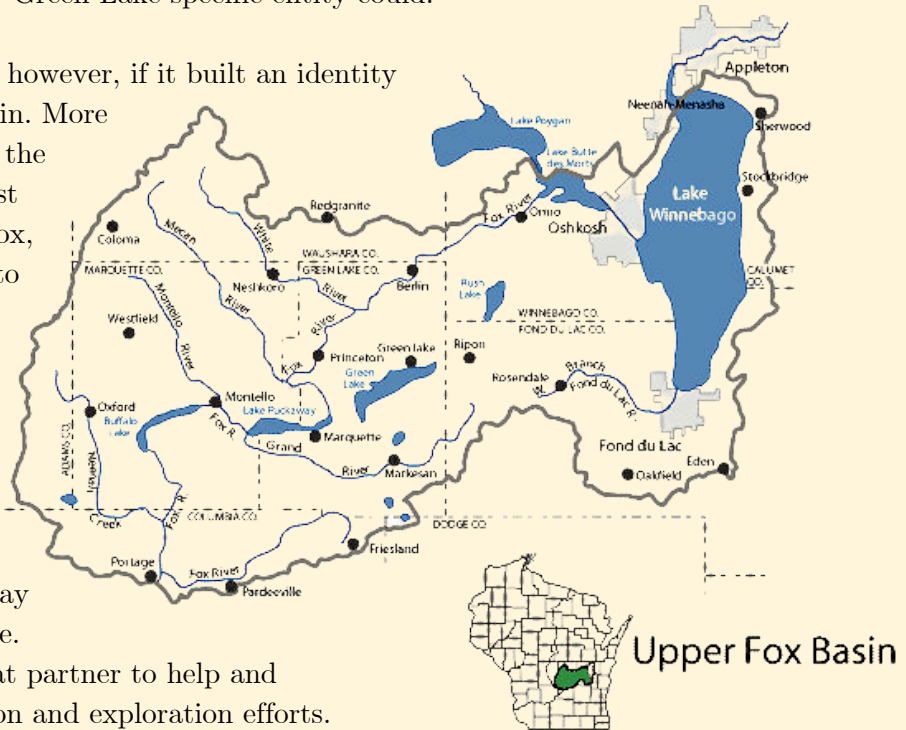 Green Lake specific entity could.
however, if it built an identity
in. More
the
st
ox,
to
ay
e.
at partner to help and
on and exploration efforts.
Appleton
Neenah-Menasha
Sherwood
Lake Poygan
Lake Butte
des Morts
Stockbridge
Lake
Winnebago
Redgranite
Fox River
Omro
Oshkosh
Coloma
Mecan
River
White
River
WAUSHARA CO.
GREEN LAKE CO.
MARQUETTE CO.
Neshkoro
Berlin
CALUMET
CO.
Rush
Lake
WINNEBAGO CO.
FOND DU LAC CO.
Westfield
Montello
River
Fox
River
Princeton
Green Lake
Green
Lake
Ripon
Rosendale
W.
Branch
Fond du Lac R.
Oxford
Buffalo
Lake
Montello
Lake Puckaway
Fox R.
Grand
River
Marquette
Markesan
Fond du Lac
Eden
Oakfield
ADAMS CO.
Neenah
Creek
Fox R.
COLUMBIA CO.
DODGE CO.
Friesland
Portage
Fox River
Pardeeville
Upper Fox Basin